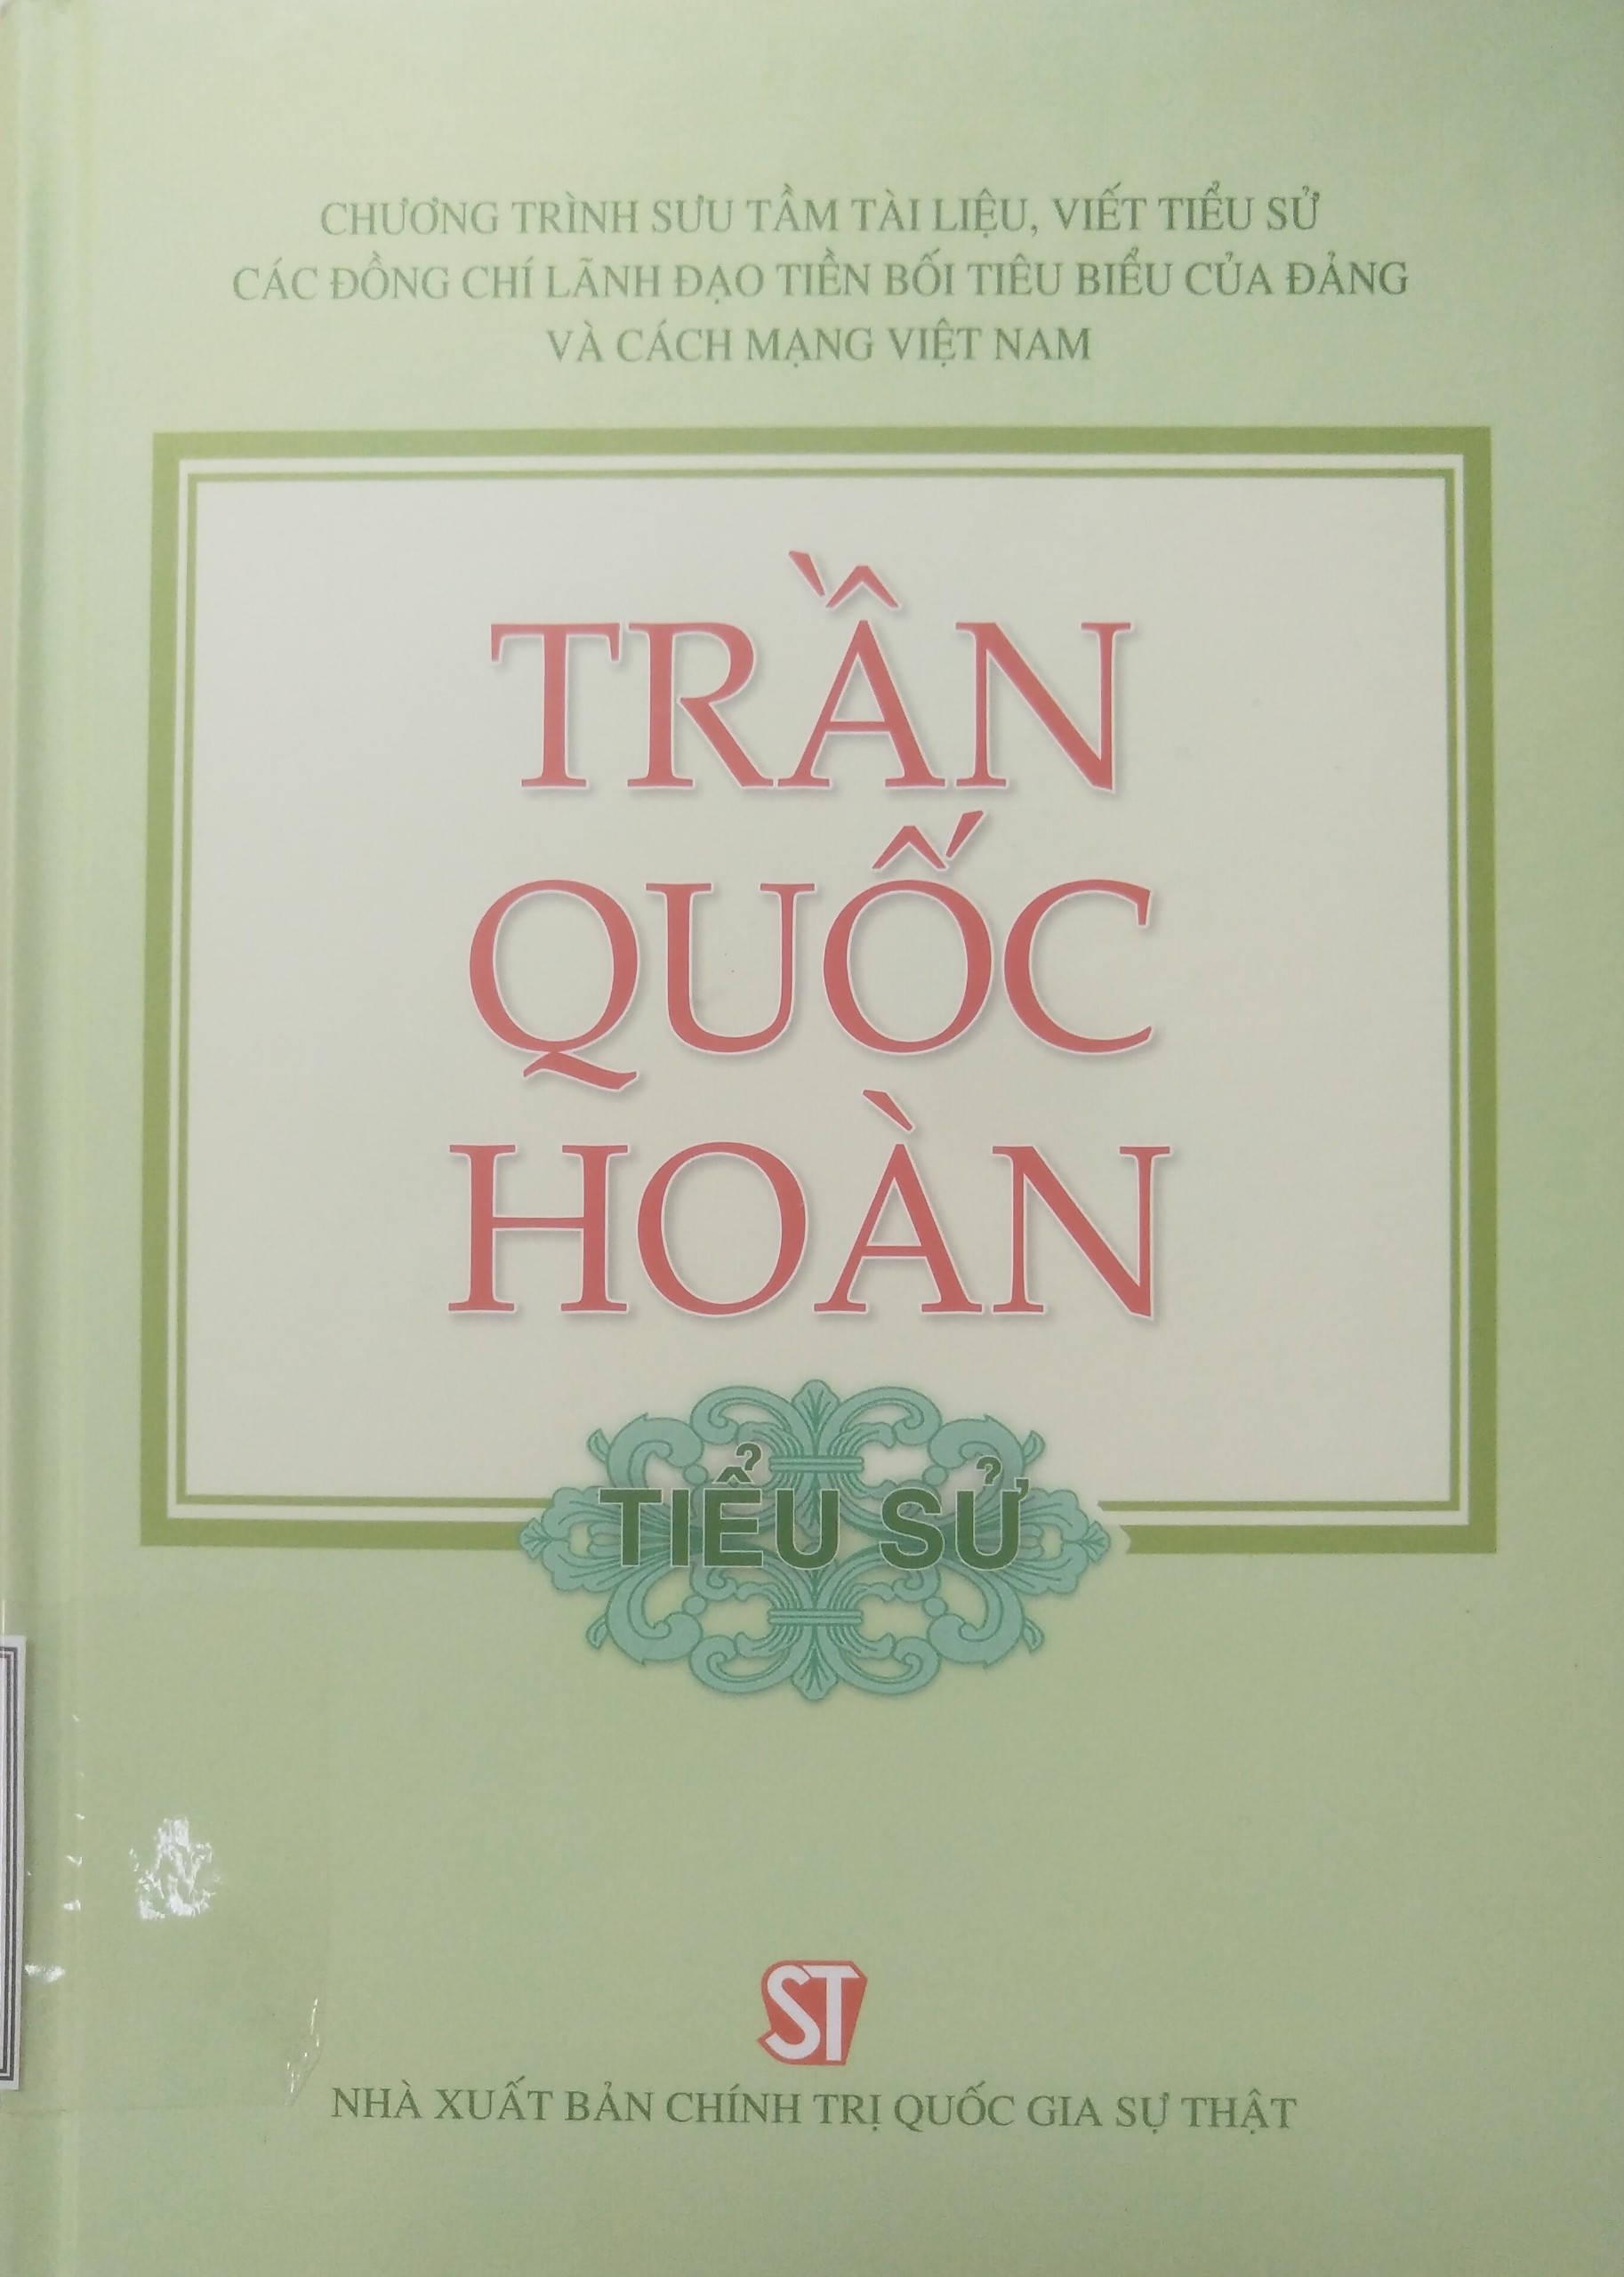 CHƯƠNG TRÌNH SƯU TẦM TÀI LIỆU, VIẾT TIỂU SỬ
CÁC ĐỒNG CHÍ LÃNH ĐẠO TIỀN BỐI TIÊU BIỂU CỦA ĐẢNG
VÀ CÁCH MẠNG VIỆT NAM
TRẦN
QUỐC
HOÀN
TIỂU SỬ
ST
NHÀ XUẤT BẢN CHÍNH TRỊ QUỐC GIA SỰ THẬT